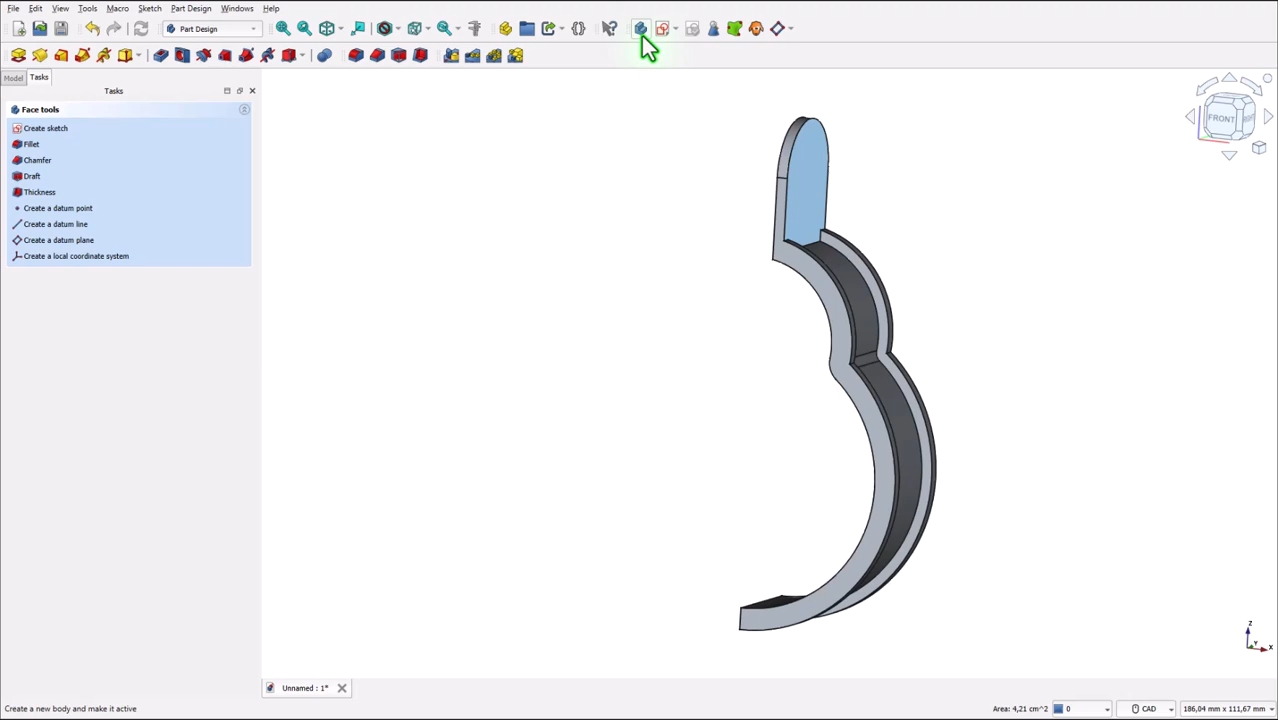 File Edit View Tools Macro Sketch Part Design Windows Help
Part Design
Model Tasks
Tasks
Face tools
Create sketch
Fillet
Chamfer
Draft
Thickness
Create a datum point
Create a datum line
Create a datum plane
Create a local coordinate system
FRONT
Z
Y
X
Unnamed : 1*
Create a new body and make it active
Area: 4,21 cm^2
0
CAD
186,04 mm x 111,67 mm